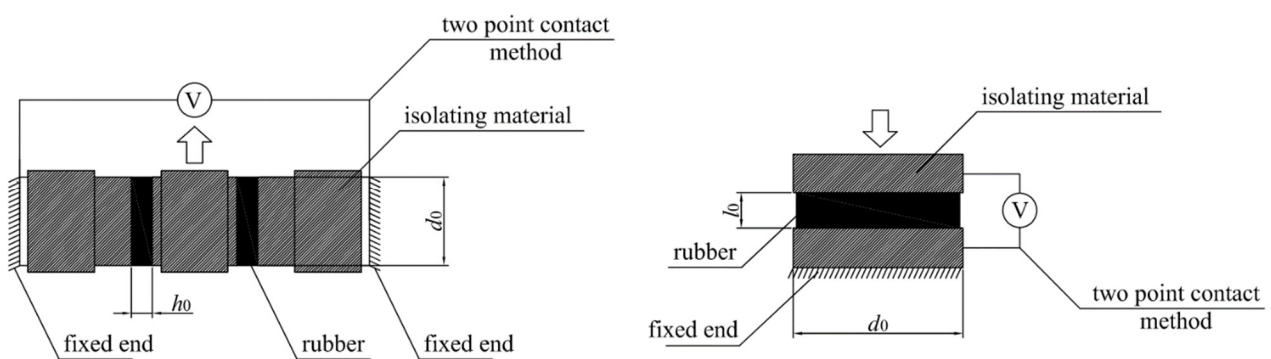 two point contact
method
V
isolating material
d0
h0
fixed end
rubber
fixed end
isolating material
l0
V
rubber
two point contact
method
fixed end
d0